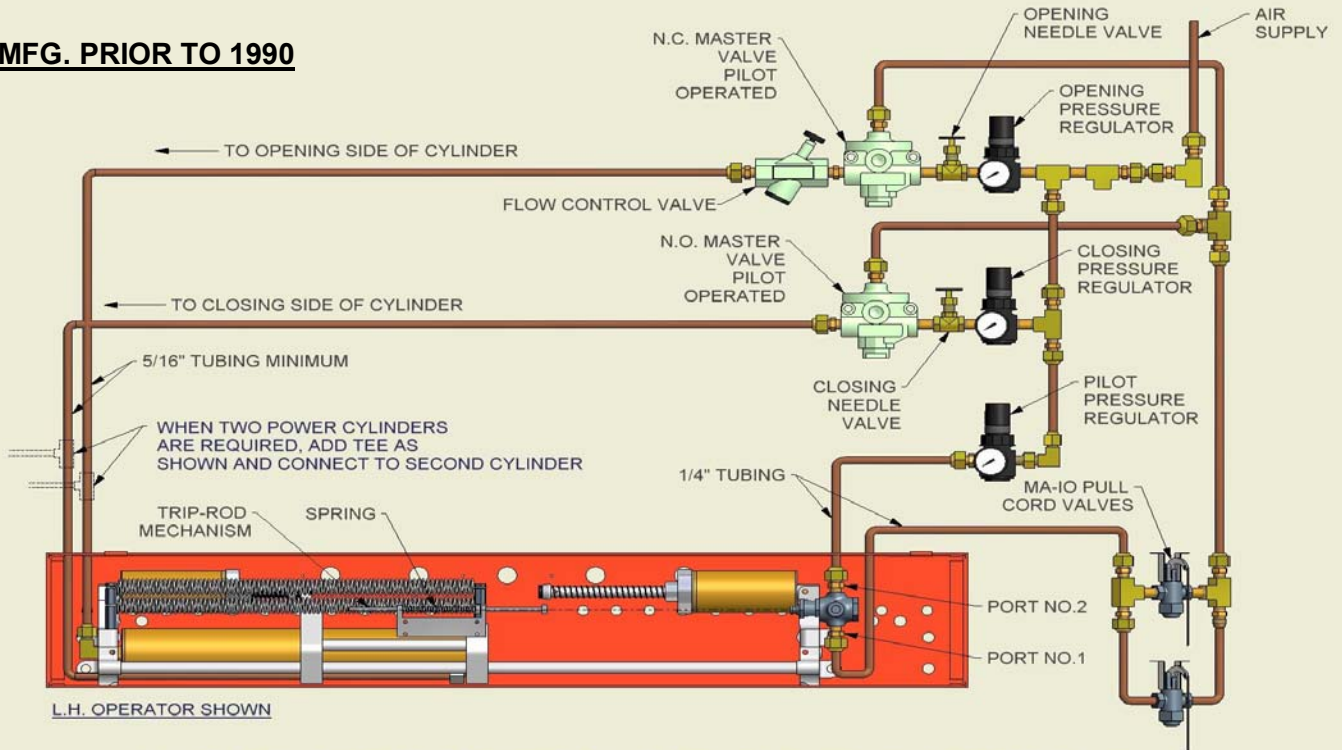 MFG. PRIOR TO 1990
N.C. MASTER
VALVE
PILOT
OPERATED
OPENING
NEEDLE VALVE
AIR
SUPPLY
OPENING
PRESSURE
REGULATOR
TO OPENING SIDE OF CYLINDER
FLOW CONTROL VALVE
N.O. MASTER
VALVE
PILOT
OPERATED
CLOSING
PRESSURE
REGULATOR
TO CLOSING SIDE OF CYLINDER
5/16" TUBING MINIMUM
CLOSING
NEEDLE
VALVE
PILOT
PRESSURE
REGULATOR
WHEN TWO POWER CYLINDERS
ARE REQUIRED, ADD TEE AS
SHOWN AND CONNECT TO SECOND CYLINDER
1/4" TUBING
MA-IO PULL
CORD VALVES
TRIP-ROD
MECHANISM
SPRING
PORT NO.2
PORT NO.1
L.H. OPERATOR SHOWN